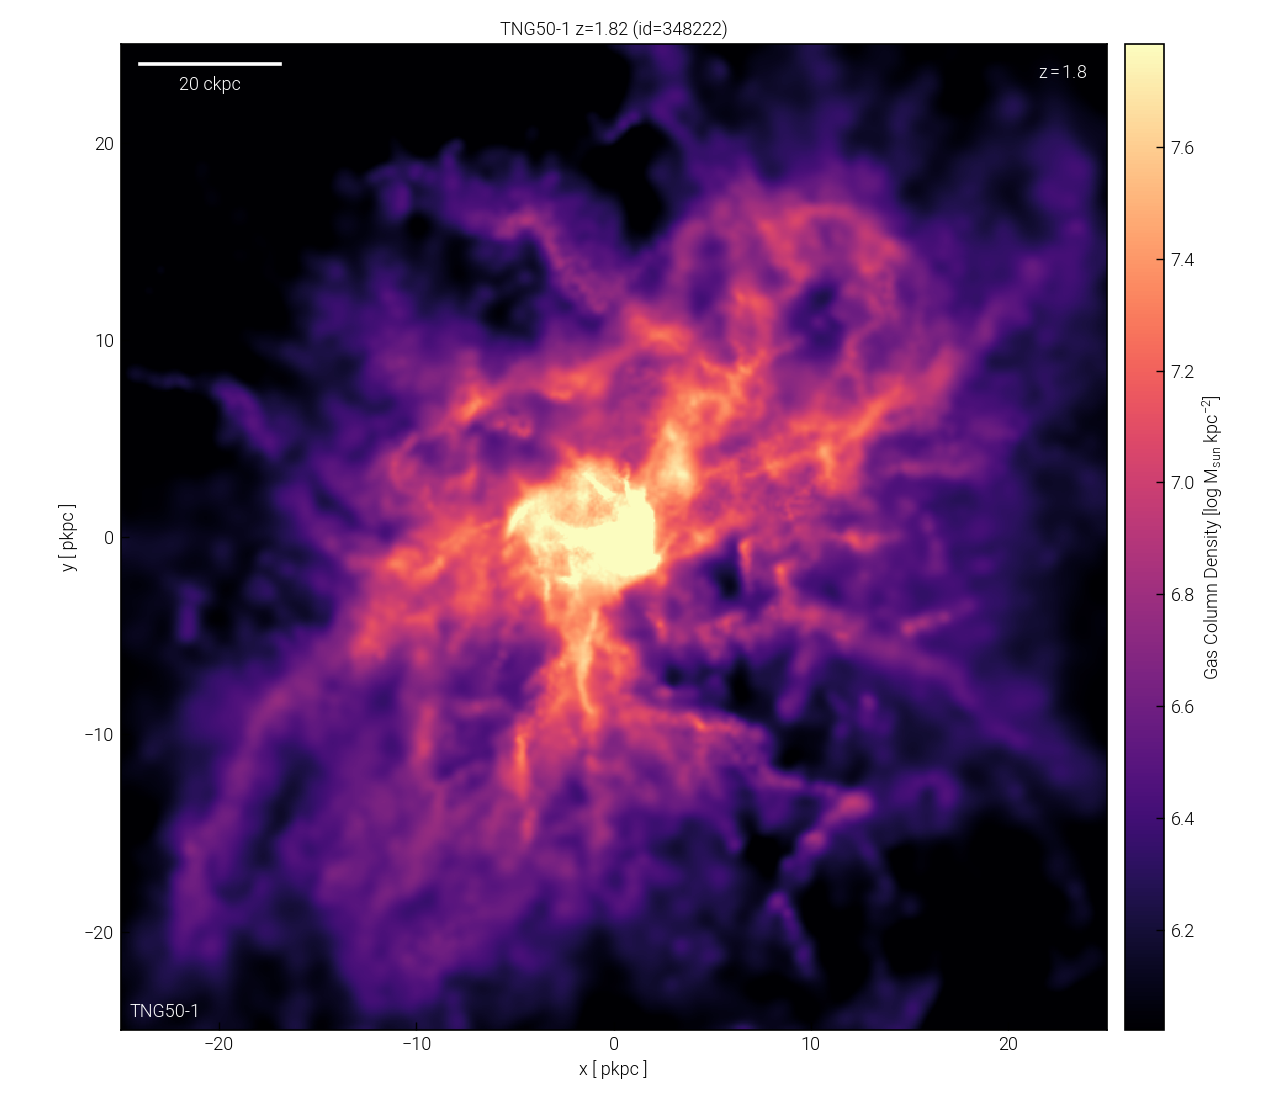 TNG50-1 z=1.82 (id=348222)
20 ckpc
z = 1.8
TNG50-1
y [ pkpc ]
20
10
0
−10
−20
−20
−10
0
10
20
x [ pkpc ]
7.6
7.4
7.2
7.0
6.8
6.6
6.4
6.2
Gas Column Density [log M_sun kpc^−2]